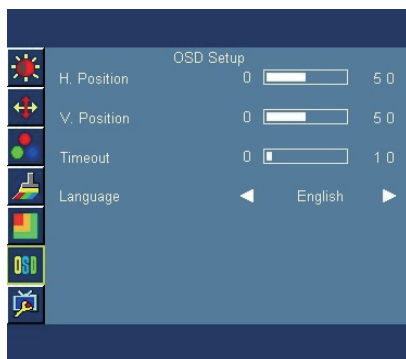 OSD Setup
H. Position 0 50
V. Position 0 50
Timeout 0 10
Language English
OSD